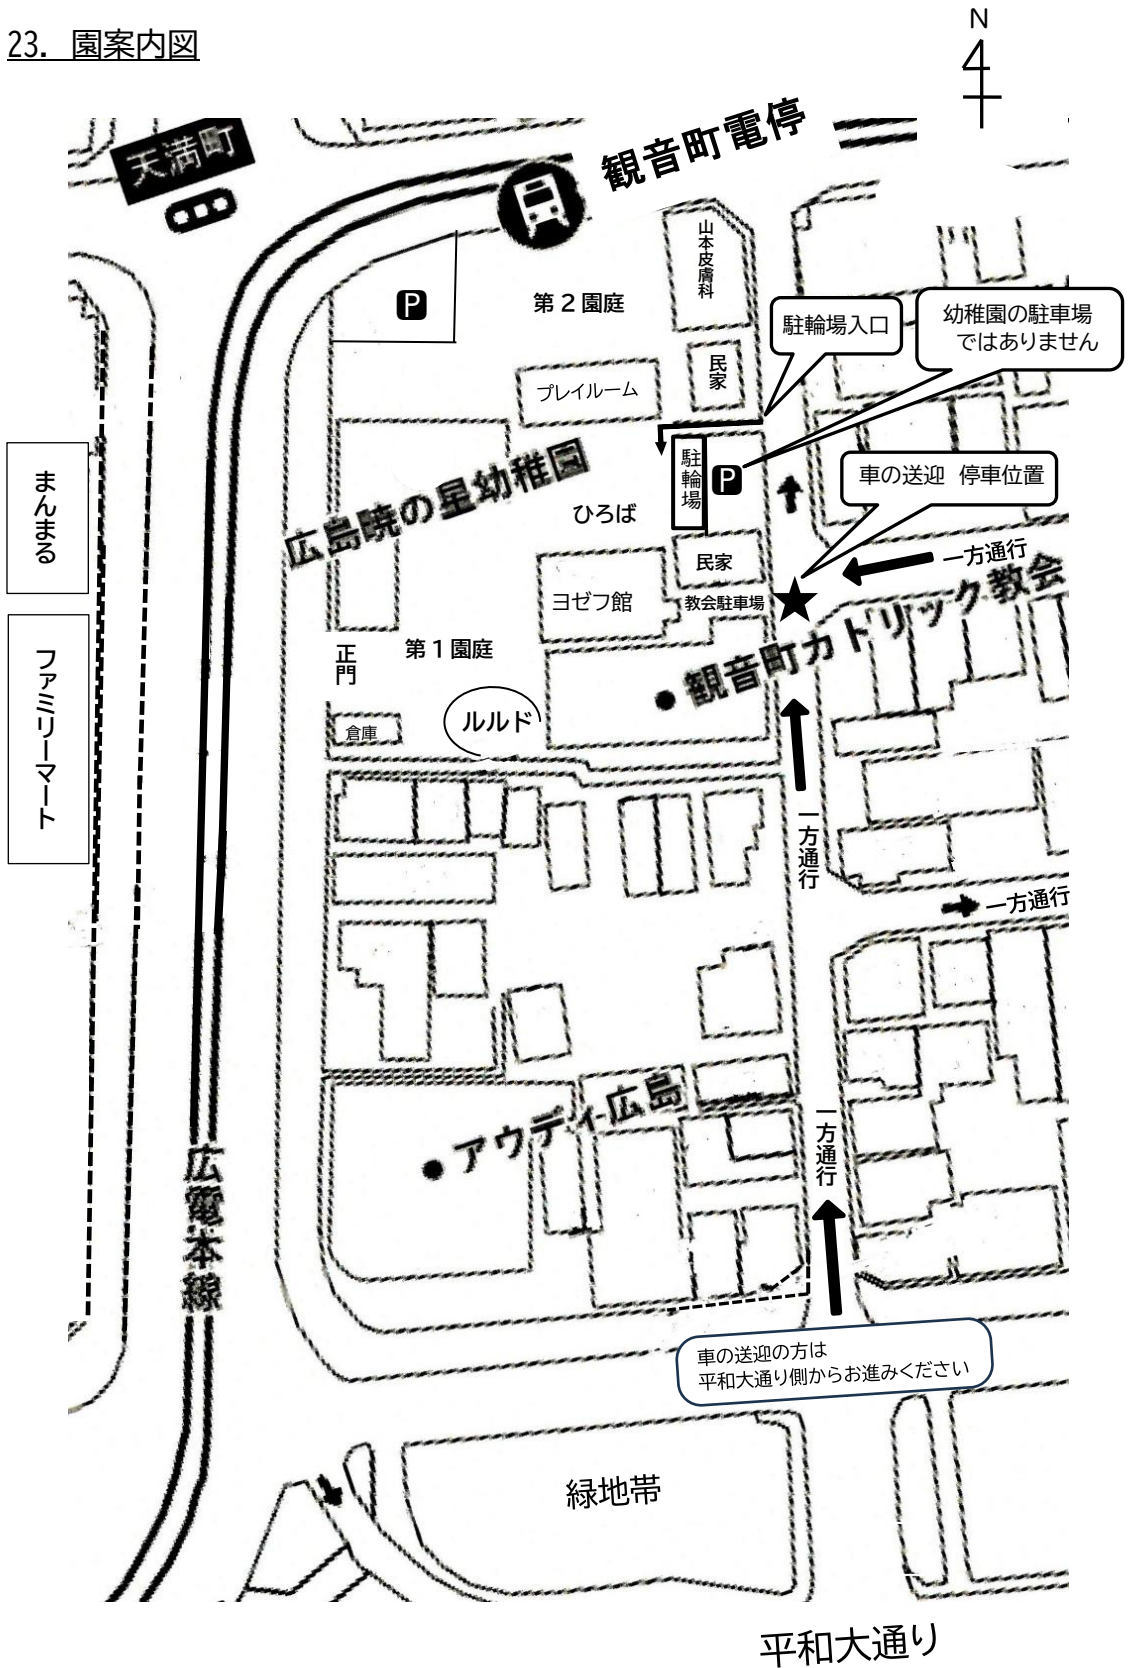 23. 園案内図
N
天満町
観音町電停
山本皮膚科
P
第2園庭
駐輪場入口
幼稚園の駐車場
ではありません
民家
プレイルーム
駐輪場
P
車の送迎 停車位置
まんまる
広島暁の星幼稚園
ひろば
一方通行
民家
ヨゼフ館
教会駐車場
観音町カトリック教会
正門
第1園庭
ファミリーマート
倉庫
ルルド
一方通行
一方通行
アウディ広島
一方通行
広電本線
車の送迎の方は
平和大通り側からお進みください
緑地帯
平和大通り